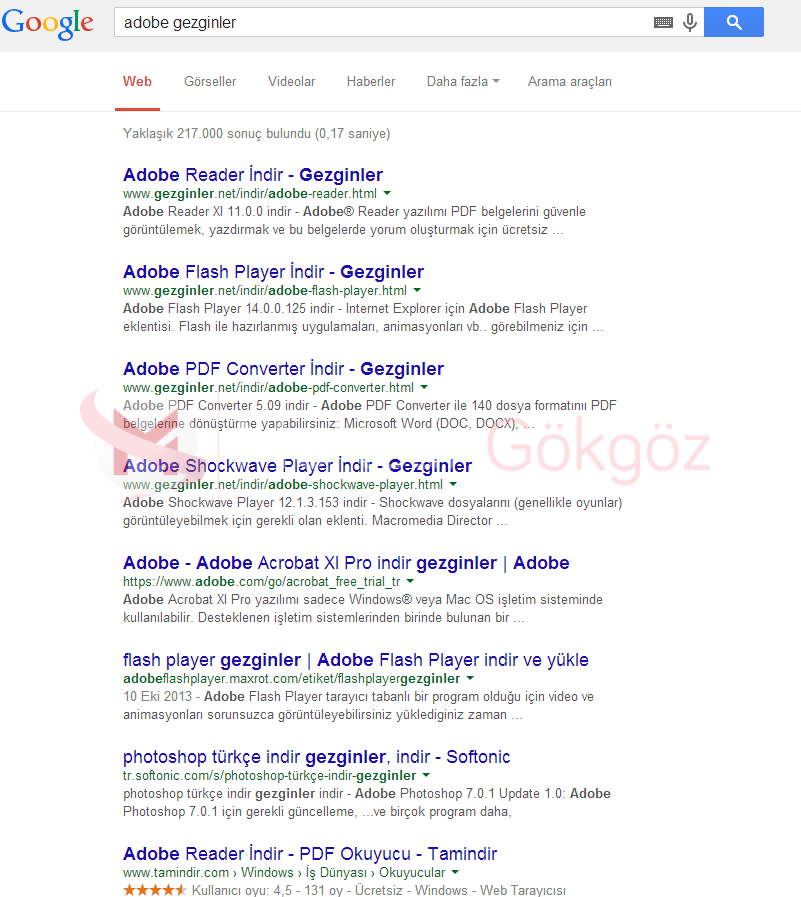 Google
adobe gezginler
Web Görseller Videolar Haberler Daha fazla Arama araçları
Yaklaşık 217.000 sonuç bulundu (0,17 saniye)
Adobe Reader İndir - Gezginler
www.gezginler.net/indir/adobe-reader.html
Adobe Reader XI 11.0.0 indir - Adobe® Reader yazılımı PDF belgelerini güvenle
görüntülemek, yazdırmak ve bu belgelerde yorum oluşturmak için ücretsiz ...
Adobe Flash Player İndir - Gezginler
www.gezginler.net/indir/adobe-flash-player.html
Adobe Flash Player 14.0.0.125 indir - Internet Explorer için Adobe Flash Player
eklentisi. Flash ile hazırlanmış uygulamaları, animasyonları vb.. görebilmeniz için ...
Adobe PDF Converter İndir - Gezginler
www.gezginler.net/indir/adobe-pdf-converter.html
Adobe PDF Converter 5.09 indir - Adobe PDF Converter ile 140 dosya formatınıı PDF
belgelerine dönüştürme yapabilirsiniz: Microsoft Word (DOC, DOCX), ...
Gökgöz
Adobe Shockwave Player İndir - Gezginler
www.gezginler.net/indir/adobe-shockwave-player.html
Adobe Shockwave Player 12.1.3.153 indir - Shockwave dosyalarını (genellikle oyunlar)
görüntüleyebilmek için gerekli olan eklenti. Macromedia Director ...
Adobe - Adobe Acrobat XI Pro indir gezginler | Adobe
https://www.adobe.com/go/acrobat_free_trial_tr
Adobe Acrobat XI Pro yazılımı sadece Windows® veya Mac OS işletim sisteminde
kullanılabilir. Desteklenen işletim sistemlerinden birinde bulunan bir ...
flash player gezginler | Adobe Flash Player indir ve yükle
adobeflashplayer.maxrot.com/etiket/flashplayergezginler
10 Eki 2013 - Adobe Flash Player tarayıcı tabanlı bir program olduğu için video ve
animasyonları sorunsuzca görüntüleyebilirsiniz yüklediginiz zaman ...
photoshop türkçe indir gezginler, indir - Softonic
tr.softonic.com/s/photoshop-türkçe-indir-gezginler
photoshop türkçe indir gezginler indir - Adobe Photoshop 7.0.1 Update 1.0: Adobe
Photoshop 7.0.1 için gerekli güncelleme, ...ve birçok program daha,
Adobe Reader İndir - PDF Okuyucu - Tamindir
www.tamindir.com › Windows › İş Dünyası › Okuyucular
Kullanıcı oyu: 4,5 - 131 oy - Ücretsiz - Windows - Web Tarayıcısı